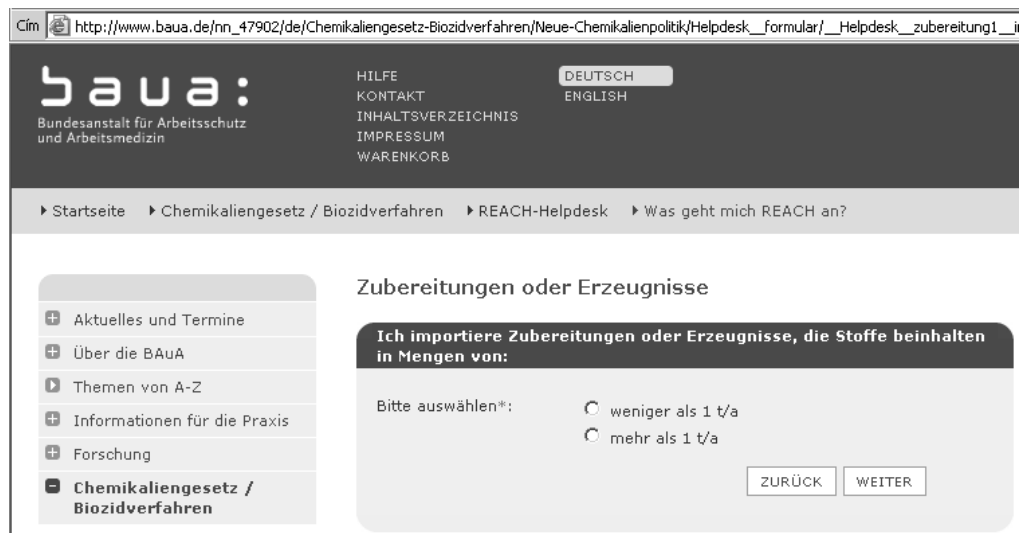 Cím http://www.baua.de/nn_47902/de/Chemikaliengesetz-Biozidverfahren/Neue-Chemikalienpolitik/Helpdesk__formular/__Helpdesk__zubereitung1__i
baua:
Bundesanstalt für Arbeitsschutz
und Arbeitsmedizin
HILFE
KONTAKT
INHALTSVERZEICHNIS
IMPRESSUM
WARENKORB
DEUTSCH
ENGLISH
Startseite Chemikaliengesetz / Biozidverfahren REACH-Helpdesk Was geht mich REACH an?
Aktuelles und Termine
Über die BAuA
Themen von A-Z
Informationen für die Praxis
Forschung
Chemikaliengesetz /
Biozidverfahren
Zubereitungen oder Erzeugnisse
Ich importiere Zubereitungen oder Erzeugnisse, die Stoffe beinhalten
in Mengen von:
Bitte auswählen*:
weniger als 1 t/a
mehr als 1 t/a
ZURÜCK WEITER